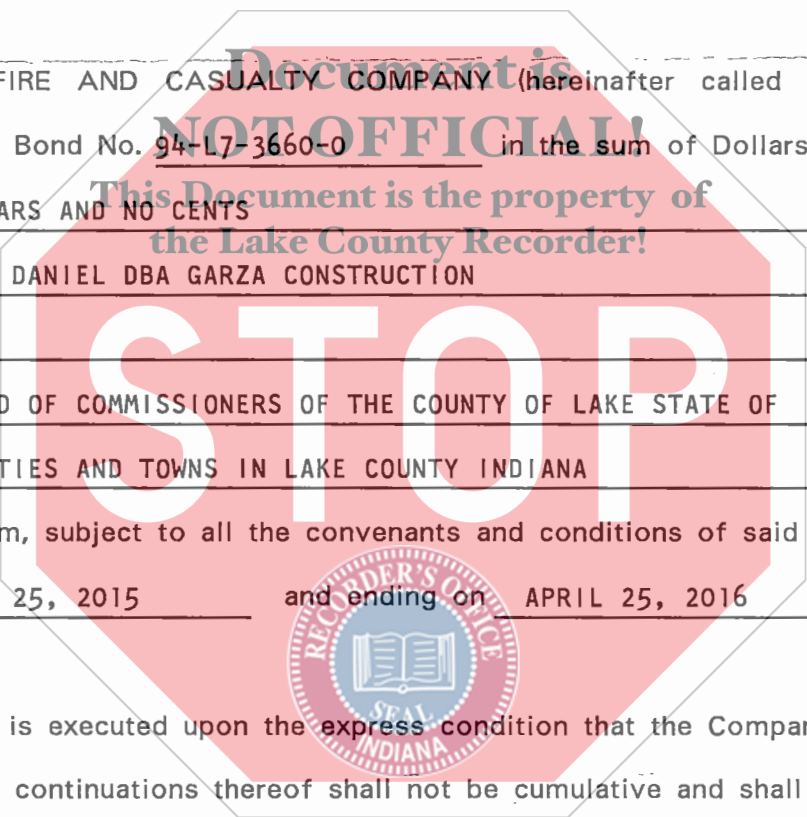 Document is
FIRE AND CASUALTY COMPANY (hereinafter called
NOT OFFICIAL!
Bond No. 94-L7-3660-0 in the sum of Dollars
This Document is the property of
ARS AND NO CENTS
the Lake County Recorder!
DANIEL DBA GARZA CONSTRUCTION
STOP
D OF COMMISSIONERS OF THE COUNTY OF LAKE STATE OF
TIES AND TOWNS IN LAKE COUNTY INDIANA
m, subject to all the convenants and conditions of said
25, 2015 and ending on APRIL 25, 2016
RECORDER'S OFFICE
SEAL
INDIANA
is executed upon the express condition that the Compan
continuations thereof shall not be cumulative and shall